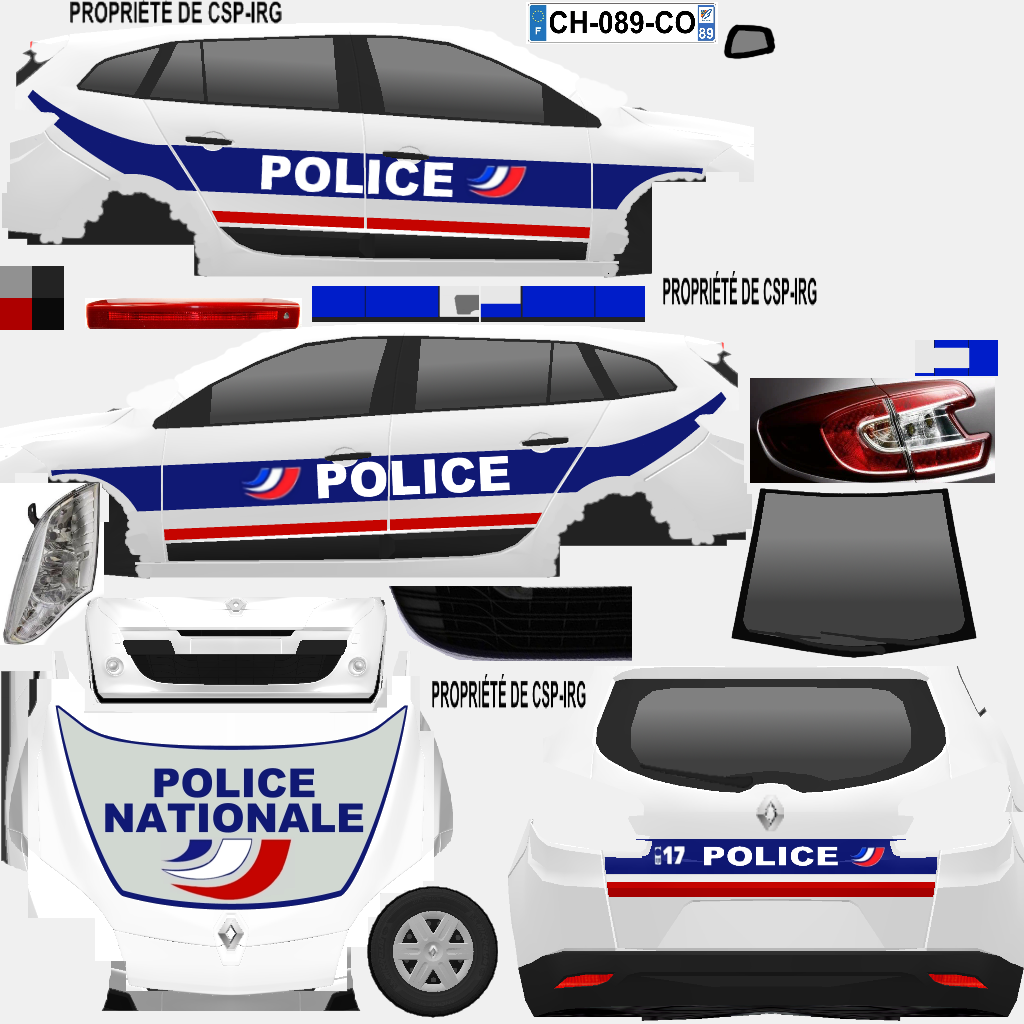 PROPRIÉTÉ DE CSP-IRG
F CH-089-CO 89
POLICE
PROPRIÉTÉ DE CSP-IRG
POLICE
PROPRIÉTÉ DE CSP-IRG
POLICE
NATIONALE
17 POLICE